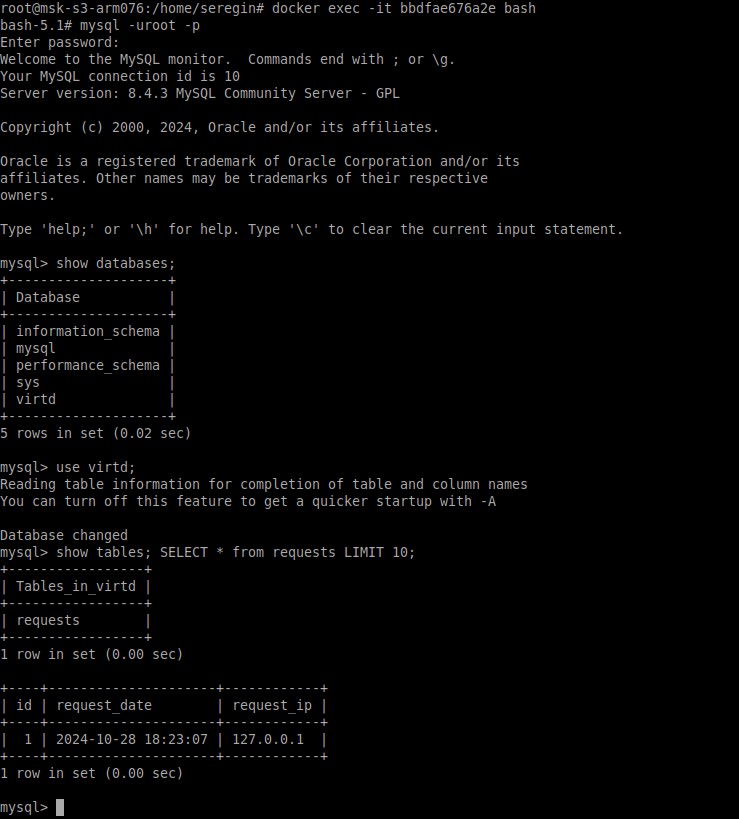 root@msk-s3-arm076:/home/seregin# docker exec -it bbdfae676a2e bash
bash-5.1# mysql -uroot -p
Enter password:
Welcome to the MySQL monitor.  Commands end with ; or \g.
Your MySQL connection id is 10
Server version: 8.4.3 MySQL Community Server - GPL

Copyright (c) 2000, 2024, Oracle and/or its affiliates.

Oracle is a registered trademark of Oracle Corporation and/or its
affiliates. Other names may be trademarks of their respective
owners.

Type 'help;' or '\h' for help. Type '\c' to clear the current input statement.

mysql> show databases;
+--------------------+
| Database           |
+--------------------+
| information_schema |
| mysql              |
| performance_schema |
| sys                |
| virtd              |
+--------------------+
5 rows in set (0.02 sec)

mysql> use virtd;
Reading table information for completion of table and column names
You can turn off this feature to get a quicker startup with -A

Database changed
mysql> show tables; SELECT * from requests LIMIT 10;
+-----------------+
| Tables_in_virtd |
+-----------------+
| requests        |
+-----------------+
1 row in set (0.00 sec)

+----+---------------------+------------+
| id | request_date        | request_ip |
+----+---------------------+------------+
|  1 | 2024-10-28 18:23:07 | 127.0.0.1  |
+----+---------------------+------------+
1 row in set (0.00 sec)

mysql>